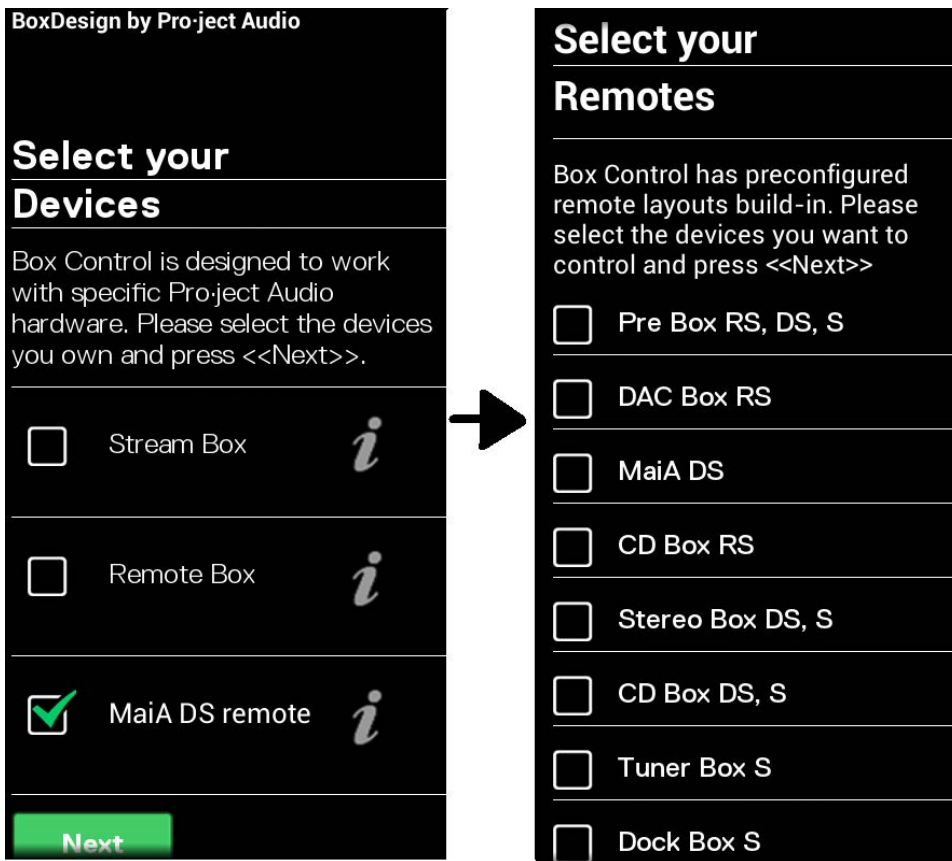 BoxDesign by Pro·ject Audio
Select your
Devices
Box Control is designed to work
with specific Pro·ject Audio
hardware. Please select the devices
you own and press <<Next>>.
Stream Box
Remote Box
MaiA DS remote
Next
Select your
Remotes
Box Control has preconfigured
remote layouts build-in. Please
select the devices you want to
control and press <<Next>>
Pre Box RS, DS, S
DAC Box RS
MaiA DS
CD Box RS
Stereo Box DS, S
CD Box DS, S
Tuner Box S
Dock Box S